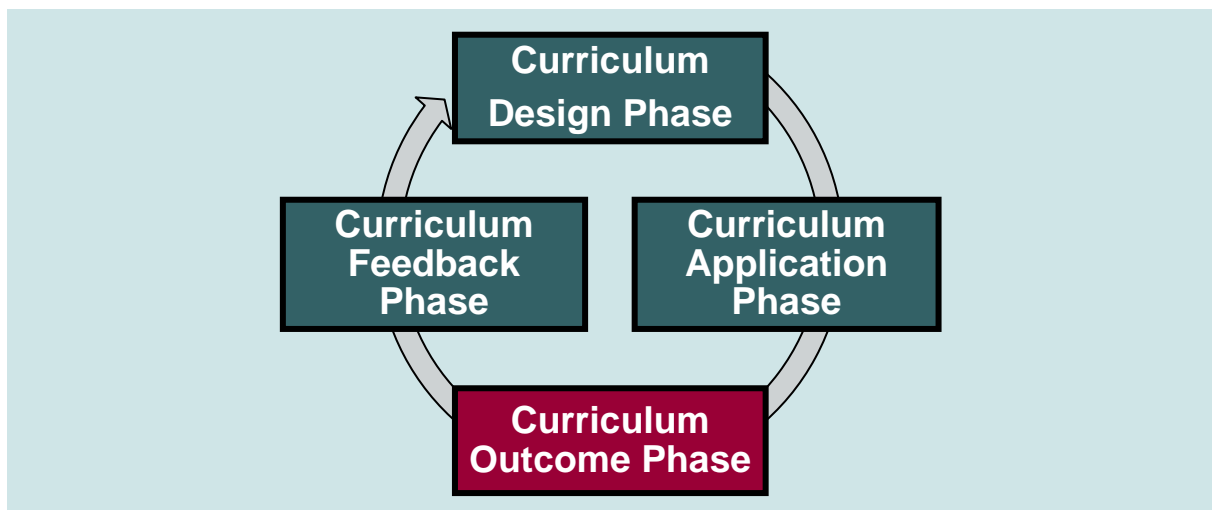 Curriculum
Design Phase
Curriculum
Feedback
Phase
Curriculum
Application
Phase
Curriculum
Outcome Phase